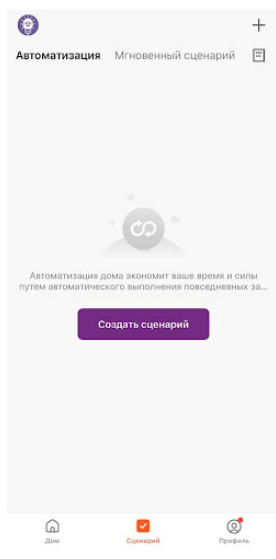 Автоматизация Мгновенный сценарий
Автоматизация дома экономит ваше время и силы
путем автоматического выполнения повседневных за...
Создать сценарий
Дом Сценарий Профиль